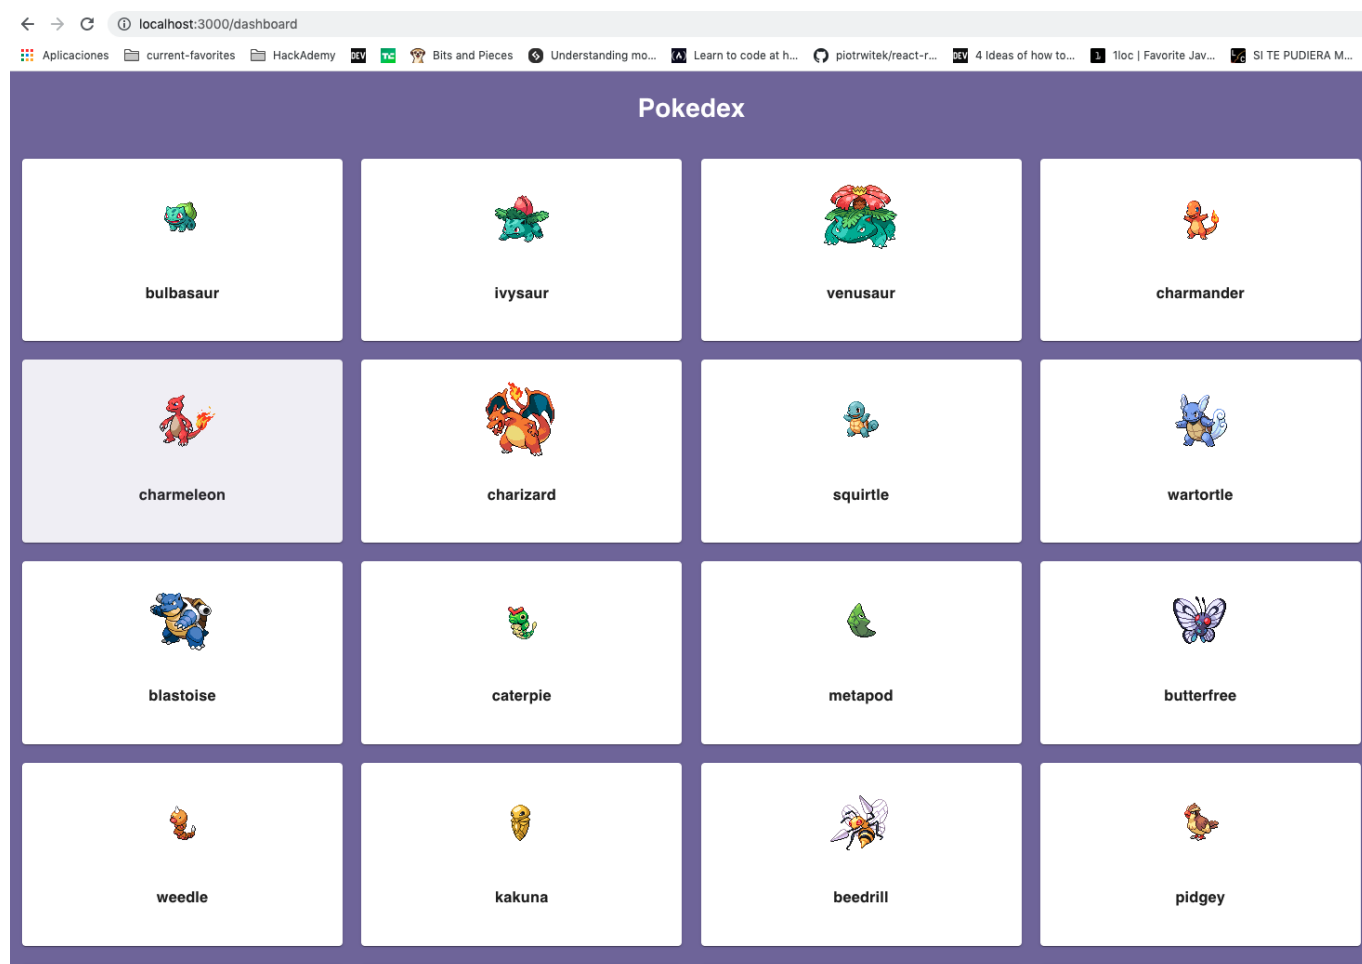 localhost:3000/dashboard
Aplicaciones current-favorites HackAdemy DEV TC Bits and Pieces Understanding mo... (A) Learn to code at h... piotrwitek/react-r... DEV 4 Ideas of how to... 1 1loc | Favorite Jav... L/C SI TE PUDIERA M...
Pokedex
bulbasaur ivysaur venusaur charmander
charmeleon charizard squirtle wartortle
blastoise caterpie metapod butterfree
weedle kakuna beedrill pidgey